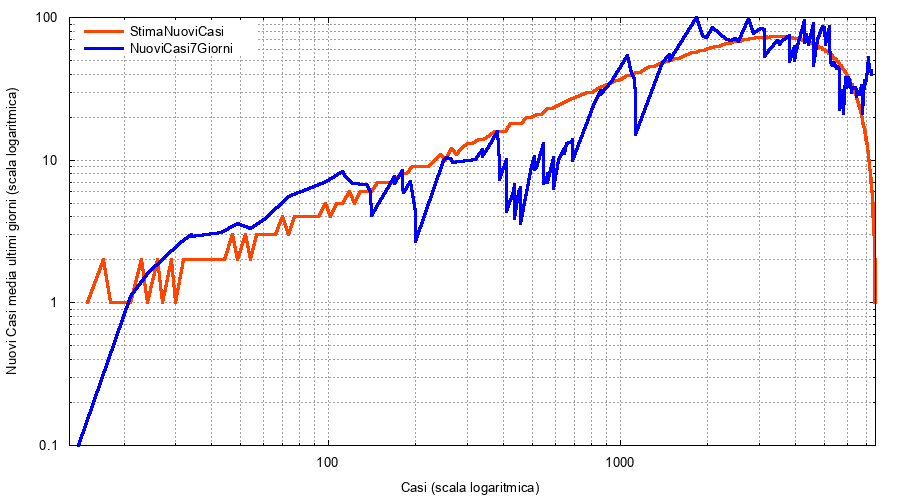 100
StimaNuoviCasi
NuoviCasi7Giorni
10
1
0.1
Nuovi Casi media ultimi giorni (scala logaritmica)
100
1000
Casi (scala logaritmica)